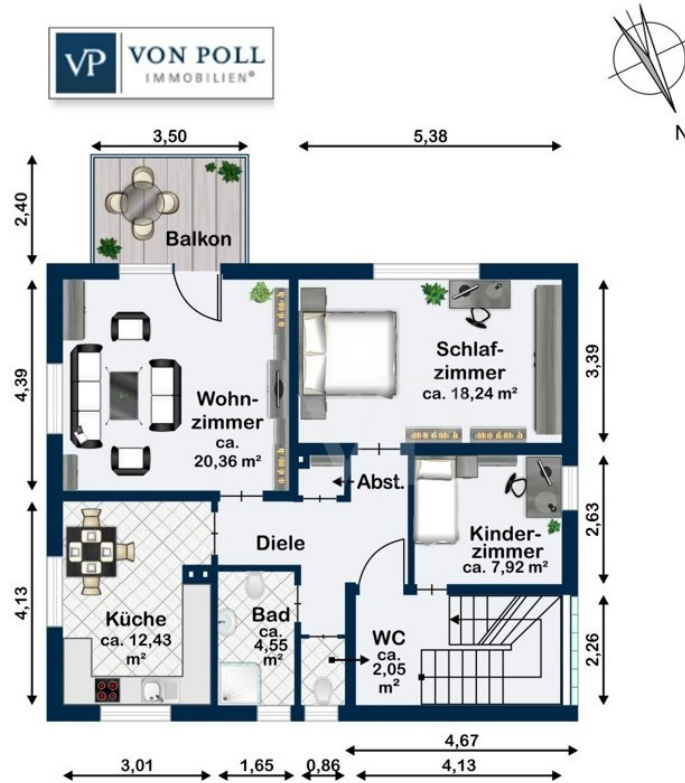 VP VON POLL
IMMOBILIEN®
N
3,50
5,38
2,40
Balkon
4,39
Wohn-
zimmer
ca.
20,36 m²
Schlaf-
zimmer
ca. 18,24 m²
3,39
Abst.
Diele
Kinder-
zimmer
ca. 7,92 m²
2,63
4,13
Küche
ca. 12,43
m²
Bad
ca.
4,55
m²
WC
ca.
2,05
m²
2,26
4,67
3,01
1,65
0,86
4,13